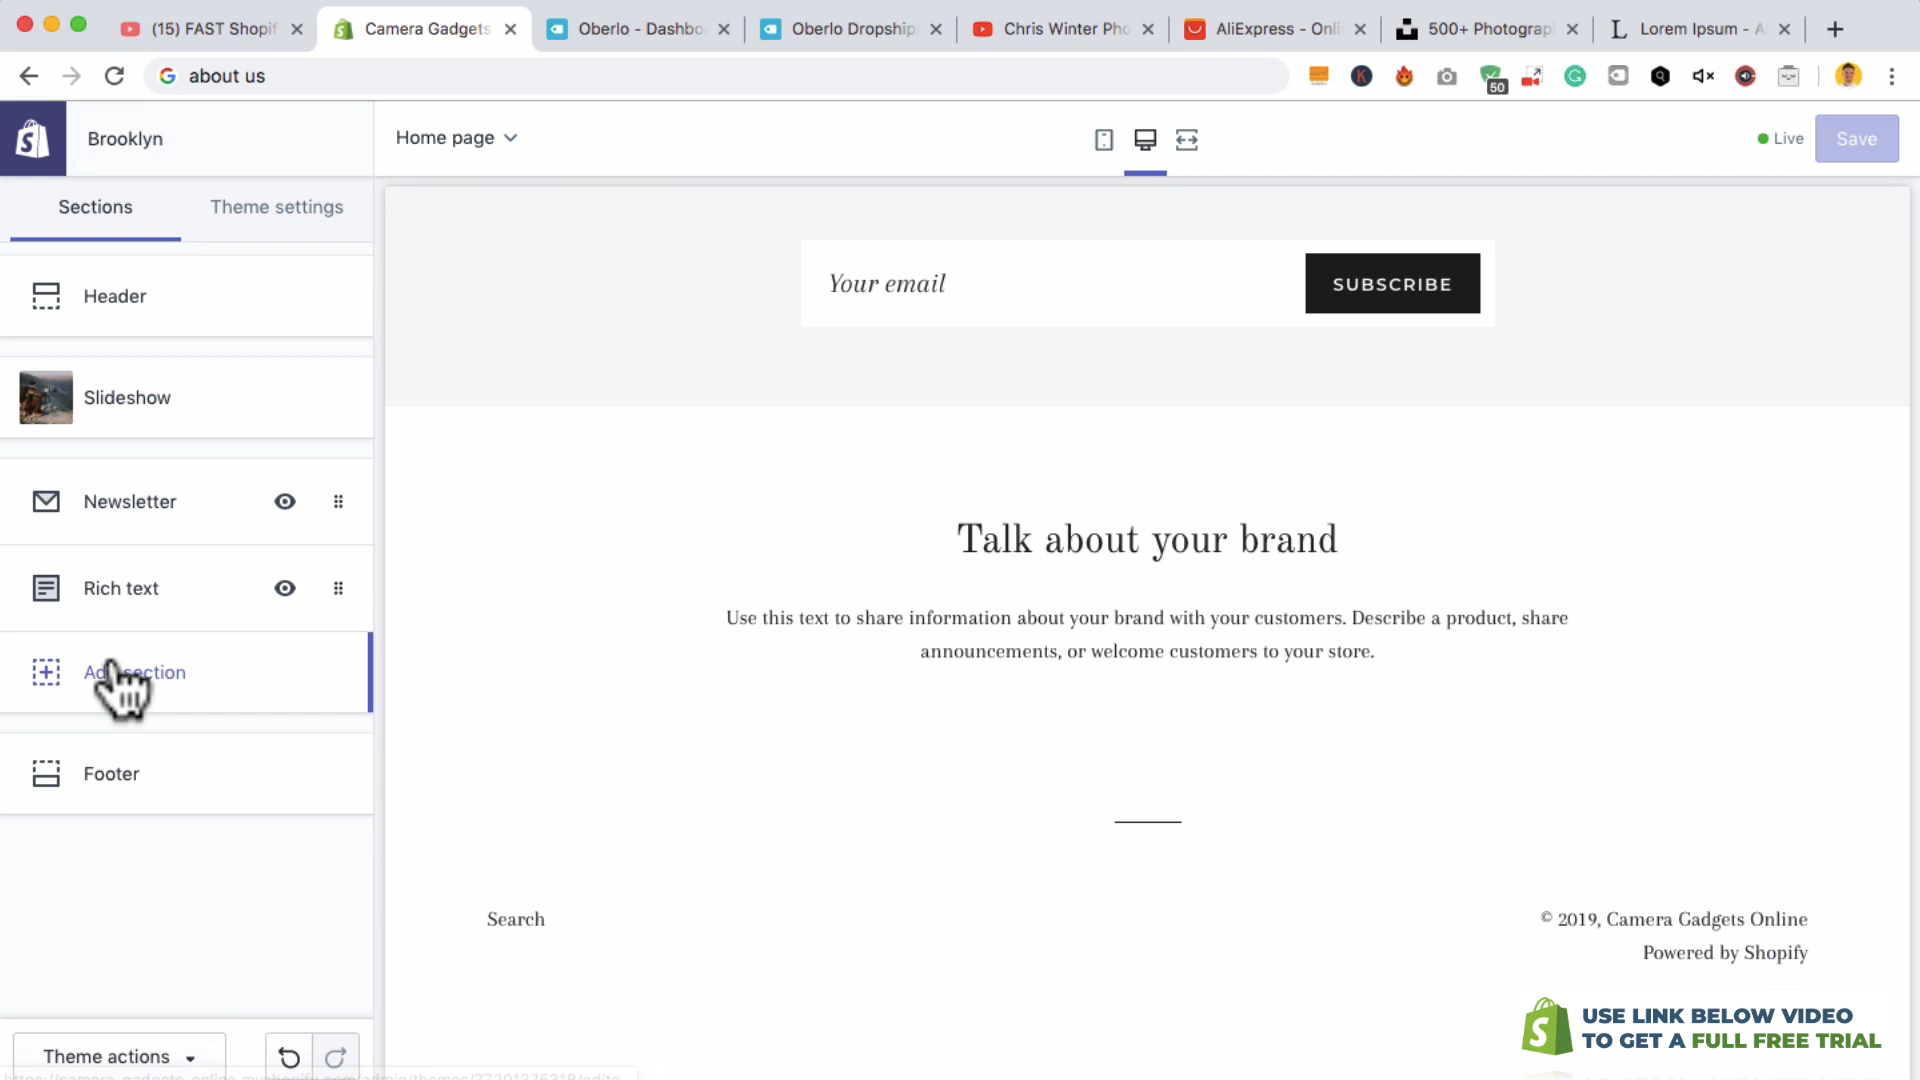 (15) FAST Shopif
Camera Gadgets
Oberlo - Dashbo
Oberlo Dropship
Chris Winter Pho
AliExpress - Onli
500+ Photograp
Lorem Ipsum - A
about us
50
Brooklyn
Home page
Live
Save
Sections
Theme settings
Header
Slideshow
Newsletter
Rich text
Footer
Theme actions
Your email
SUBSCRIBE
Talk about your brand
Use this text to share information about your brand with your customers. Describe a product, share
announcements, or welcome customers to your store.
Search
© 2019, Camera Gadgets Online
Powered by Shopify
USE LINK BELOW VIDEO
TO GET A FULL FREE TRIAL